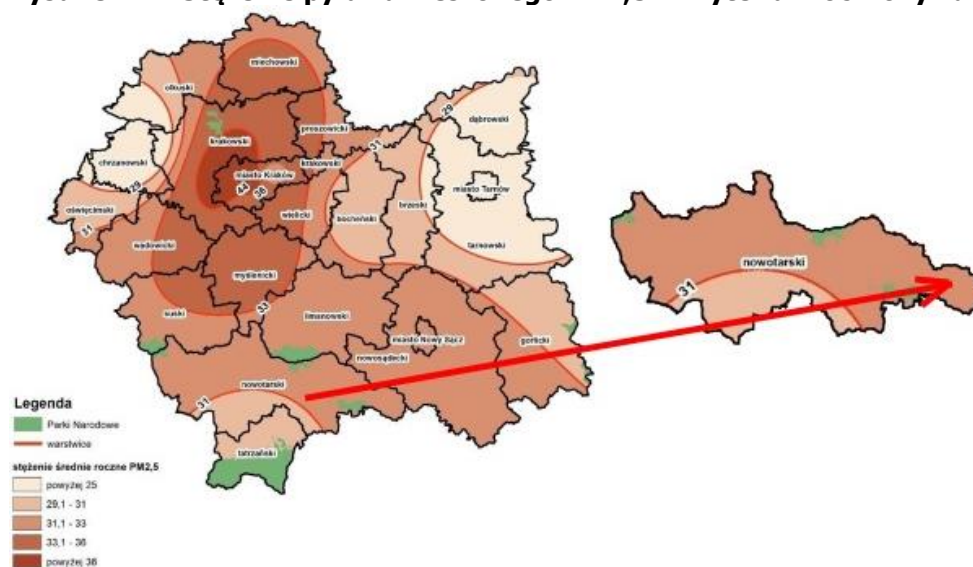 miechowski
olkuski
29
dąbrowski
proszowicki
krakowski
31
chrzanowski
krakowski
miasto Kraków
miasto Tarnów
29
44
36
oświęcimski
bocheński
brzeski
wielicki
31
wadowicki
tarnowski
nowotarski
myślenicki
31
33
suski
limanowski
miasto Nowy Sącz
gorlicki
nowosądecki
nowotarski
31
tatrzański
Legenda
Parki Narodowe
warstwice
stężenie średnie roczne PM2,5
powyżej 25
29,1 - 31
31,1 - 33
33,1 - 36
powyżej 36